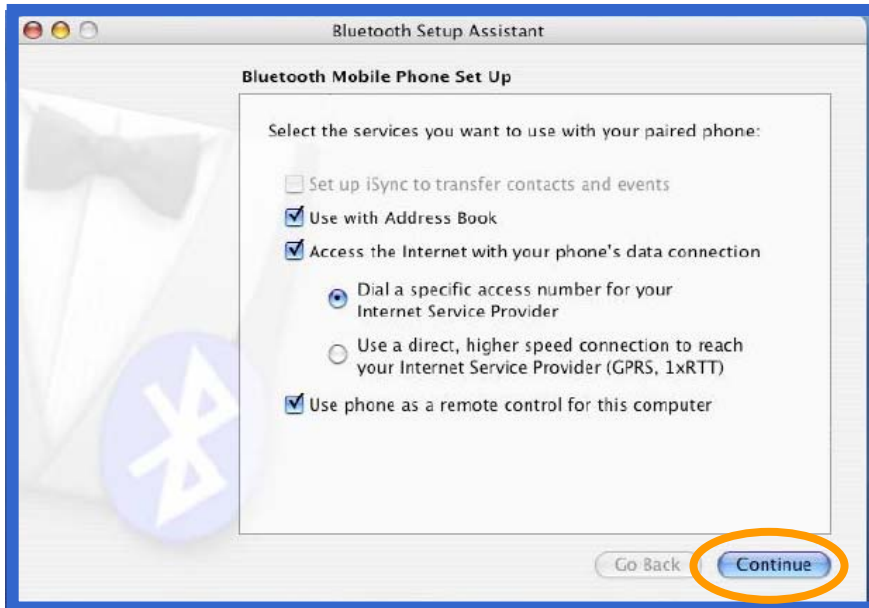 Bluetooth Setup Assistant
Bluetooth Mobile Phone Set Up
Select the services you want to use with your paired phone:
Set up iSync to transfer contacts and events
Use with Address Book
Access the Internet with your phone's data connection
Dial a specific access number for your
Internet Service Provider
Use a direct, higher speed connection to reach
your Internet Service Provider (GPRS, 1xRTT)
Use phone as a remote control for this computer
Go Back
Continue